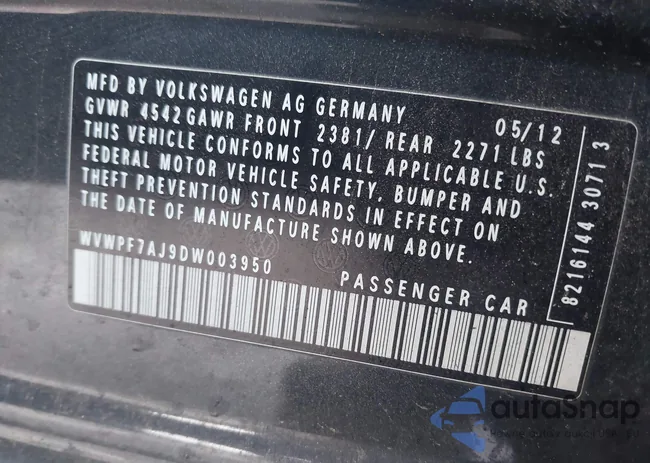 MFD BY VOLKSWAGEN AG GERMANY 05/12
GVWR 4542 GAWR FRONT 2381/ REAR 2271 LBS
THIS VEHICLE CONFORMS TO ALL APPLICABLE U.S.
FEDERAL MOTOR VEHICLE SAFETY, BUMPER AND
THEFT PREVENTION STANDARDS IN EFFECT ON
THE DATE OF MANUFACTURE SHOWN ABOVE.
WVWPF7AJ9DW003950 PASSENGER CAR
8216144 30713
autoSnap